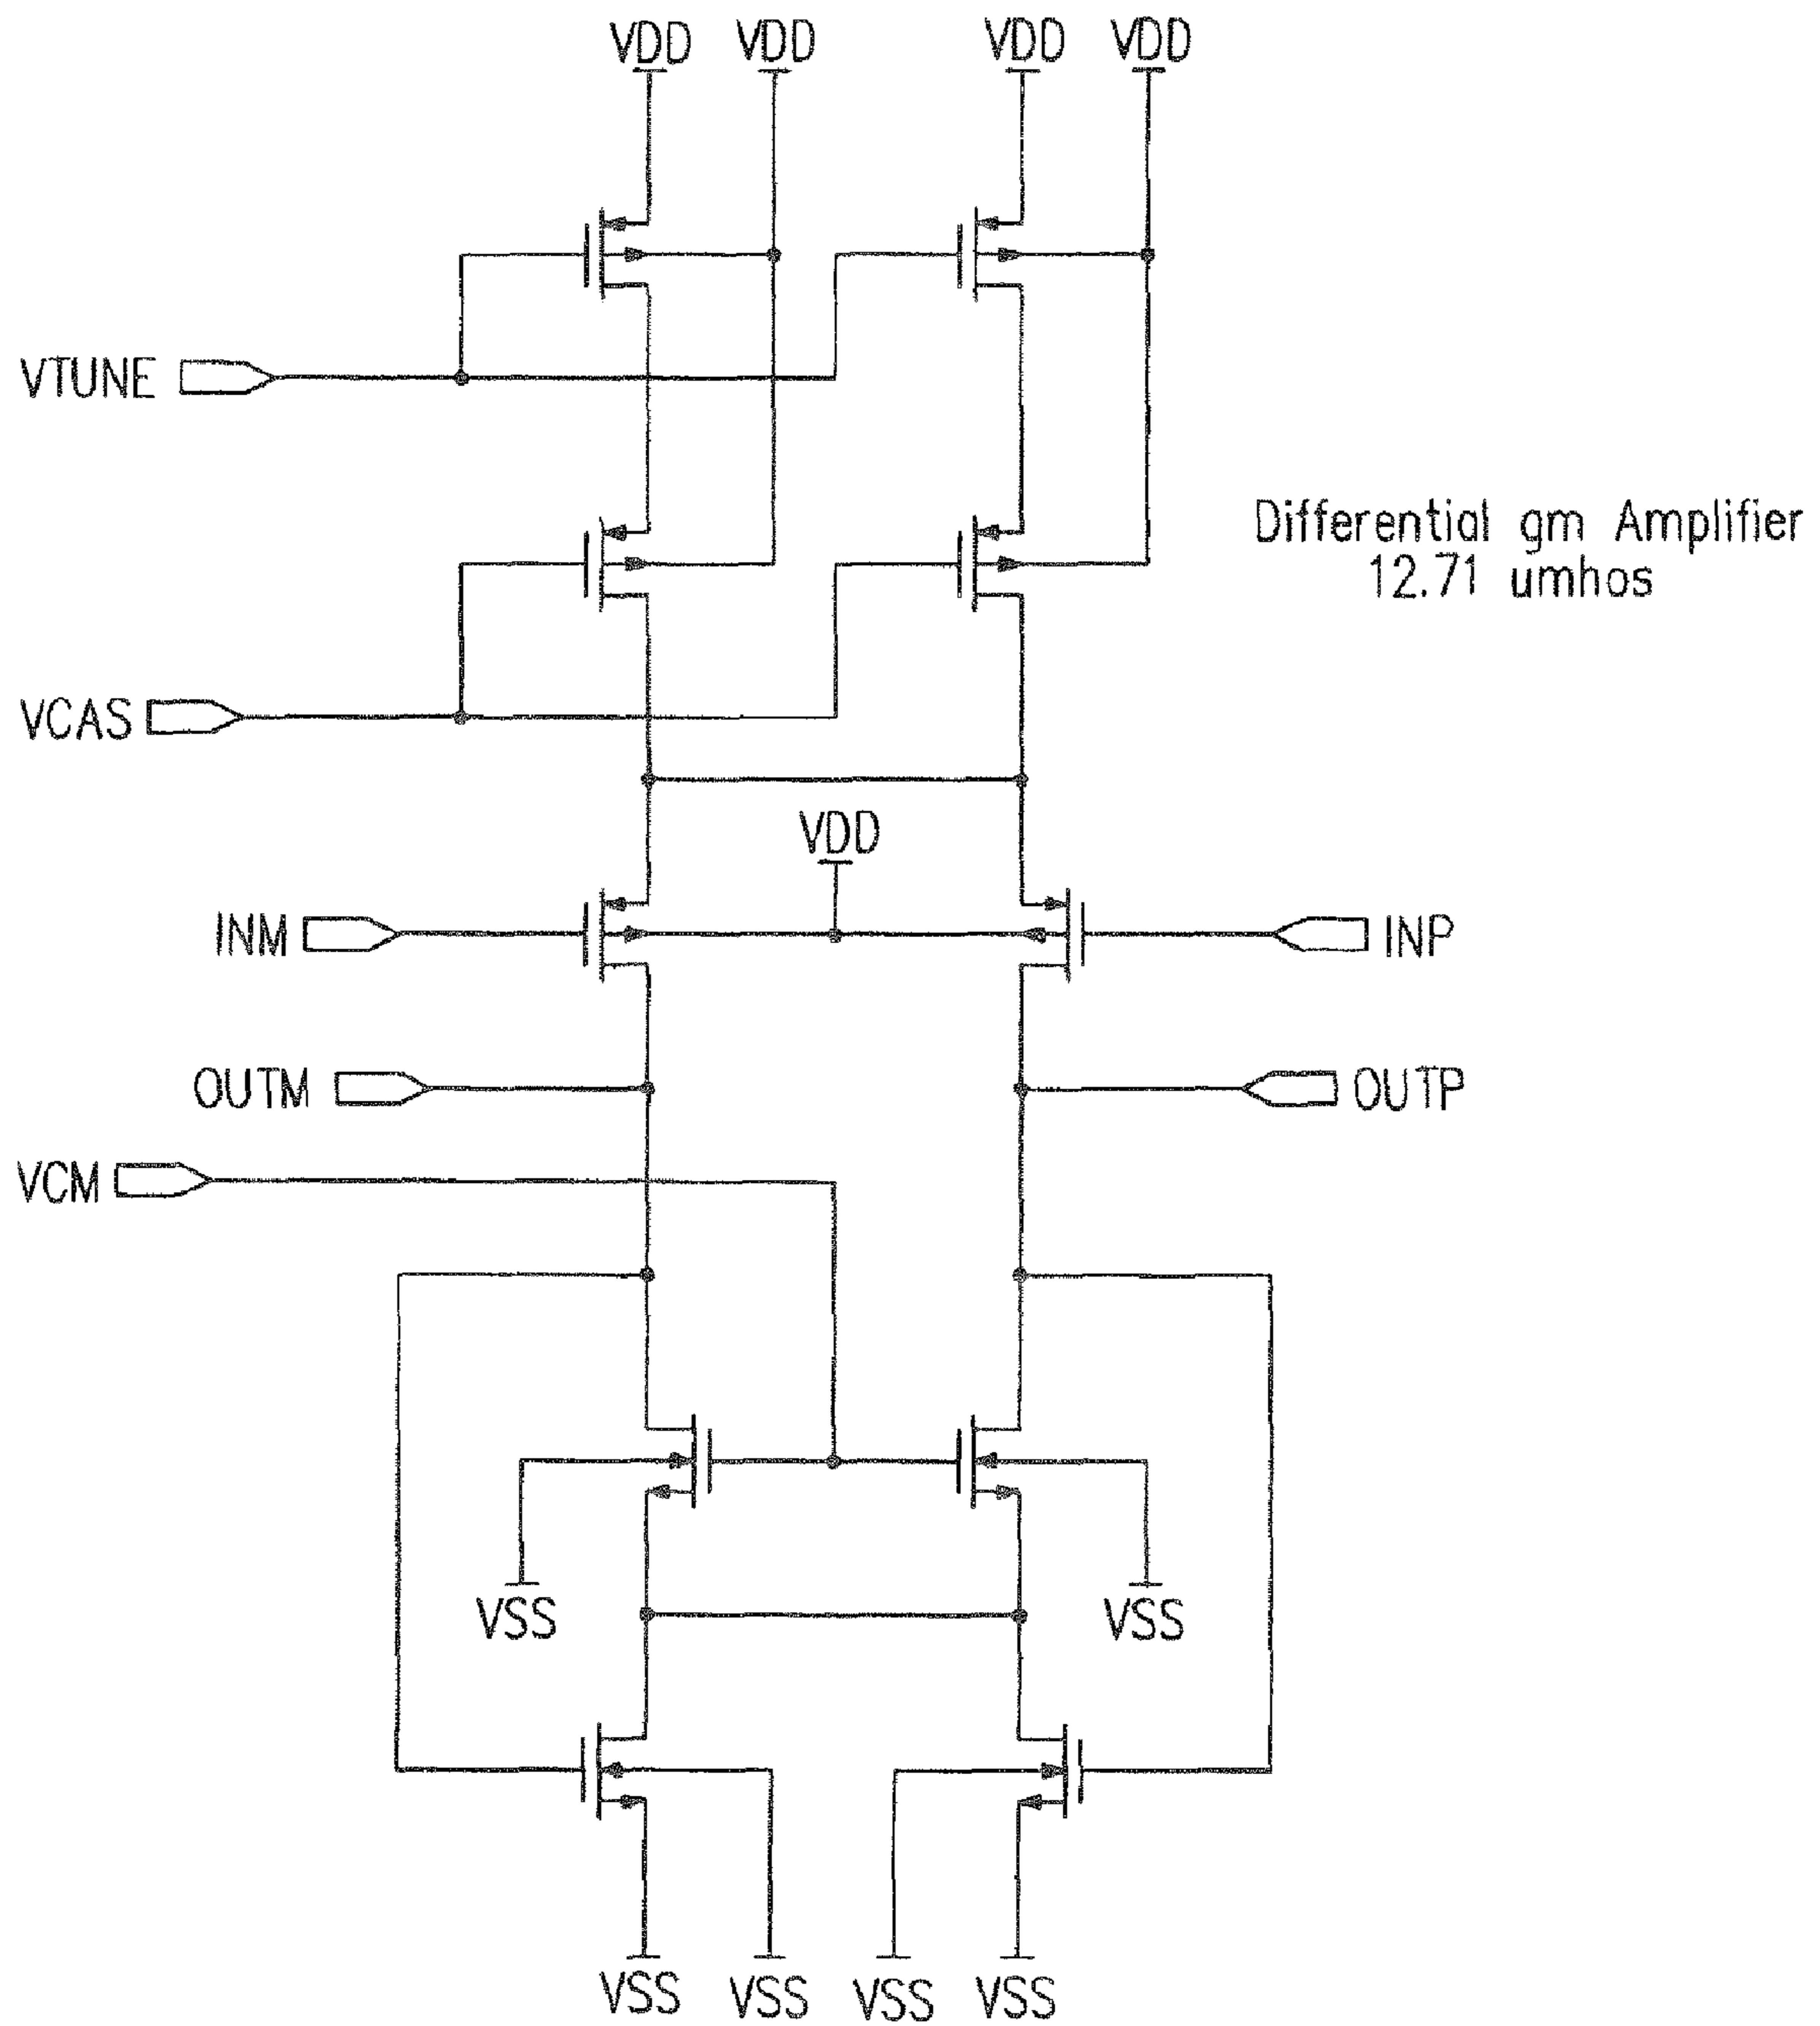 VDD VDD VDD VDD
VTUNE
Differential gm Amplifier
12.71 umhos
VCAS
VDD
INM
INP
OUTM
OUTP
VCM
VSS
VSS
VSS VSS VSS VSS